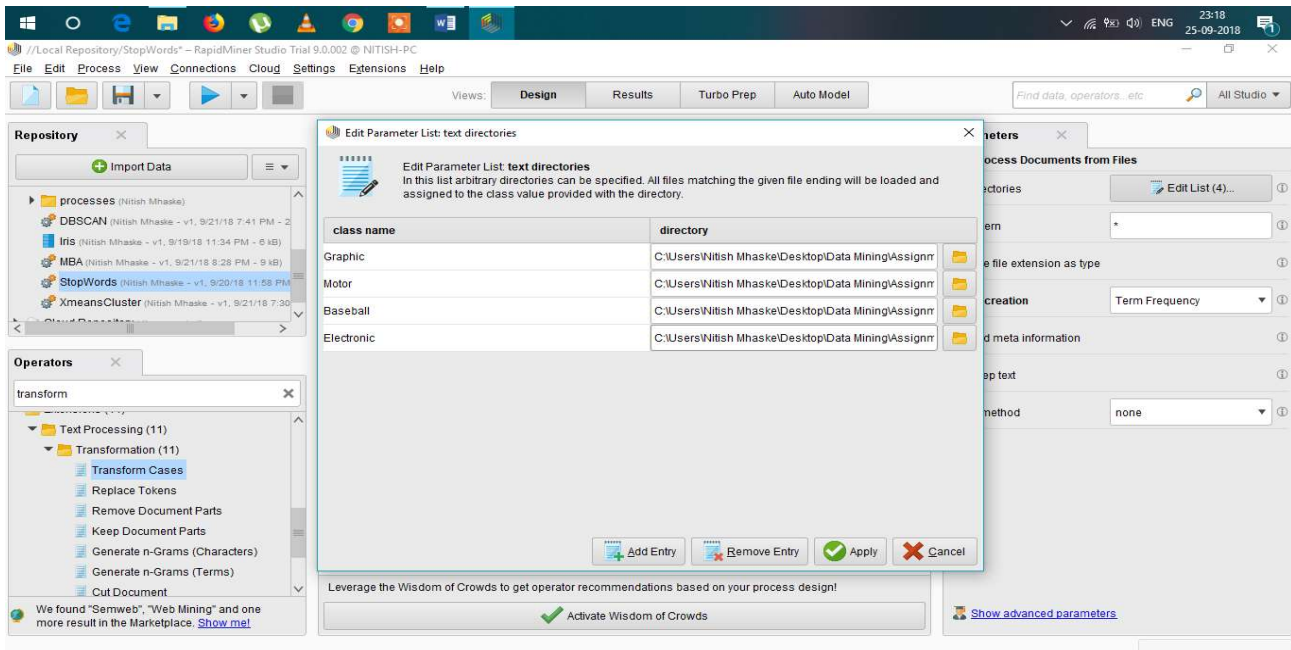 23:18
ENG
25-09-2018
//Local Repository/StopWords* – RapidMiner Studio Trial 9.0.002 @ NITISH-PC
File Edit Process View Connections Cloud Settings Extensions Help
Views: Design Results Turbo Prep Auto Model Find data, operators...etc All Studio
Repository
Import Data
processes (Nitish Mhaske)
DBSCAN (Nitish Mhaske - v1, 9/21/18 7:41 PM - 2
Iris (Nitish Mhaske - v1, 9/19/18 11:34 PM - 6 kB)
MBA (Nitish Mhaske - v1, 9/21/18 8:28 PM - 9 kB)
StopWords (Nitish Mhaske - v1, 9/20/18 11:58 PM
XmeansCluster (Nitish Mhaske - v1, 9/21/18 7:30
Operators
transform
Text Processing (11)
Transformation (11)
Transform Cases
Replace Tokens
Remove Document Parts
Keep Document Parts
Generate n-Grams (Characters)
Generate n-Grams (Terms)
Cut Document
We found "Semweb", "Web Mining" and one
more result in the Marketplace. Show me!
Edit Parameter List: text directories
Edit Parameter List: text directories
In this list arbitrary directories can be specified. All files matching the given file ending will be loaded and
assigned to the class value provided with the directory.
class name directory
Graphic C:\Users\Nitish Mhaske\Desktop\Data Mining\Assignm
Motor C:\Users\Nitish Mhaske\Desktop\Data Mining\Assignm
Baseball C:\Users\Nitish Mhaske\Desktop\Data Mining\Assignm
Electronic C:\Users\Nitish Mhaske\Desktop\Data Mining\Assignm
Add Entry Remove Entry Apply Cancel
Leverage the Wisdom of Crowds to get operator recommendations based on your process design!
Activate Wisdom of Crowds
neters
ocess Documents from Files
ectories Edit List (4)...
ern *
e file extension as type
creation Term Frequency
d meta information
ep text
method none
Show advanced parameters